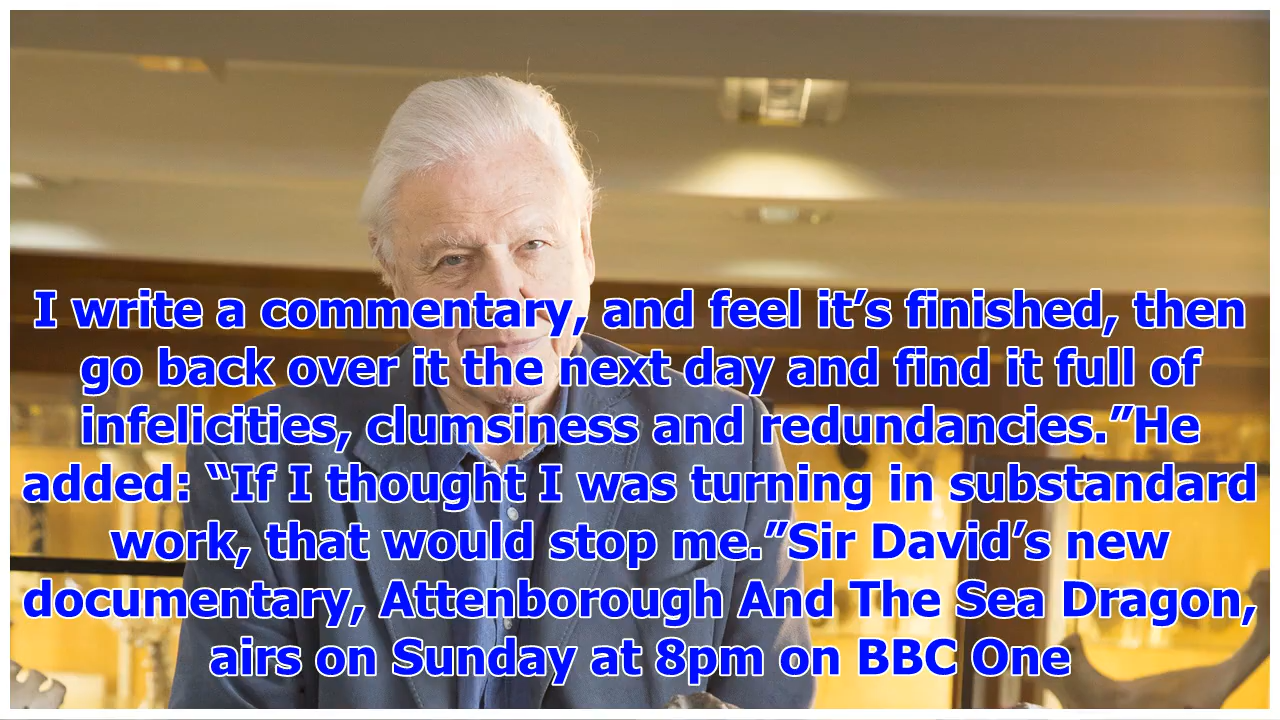 I write a commentary, and feel it’s finished, then
go back over it the next day and find it full of
infelicities, clumsiness and redundancies.”He
added: “If I thought I was turning in substandard
work, that would stop me.”Sir David’s new
documentary, Attenborough And The Sea Dragon,
airs on Sunday at 8pm on BBC One